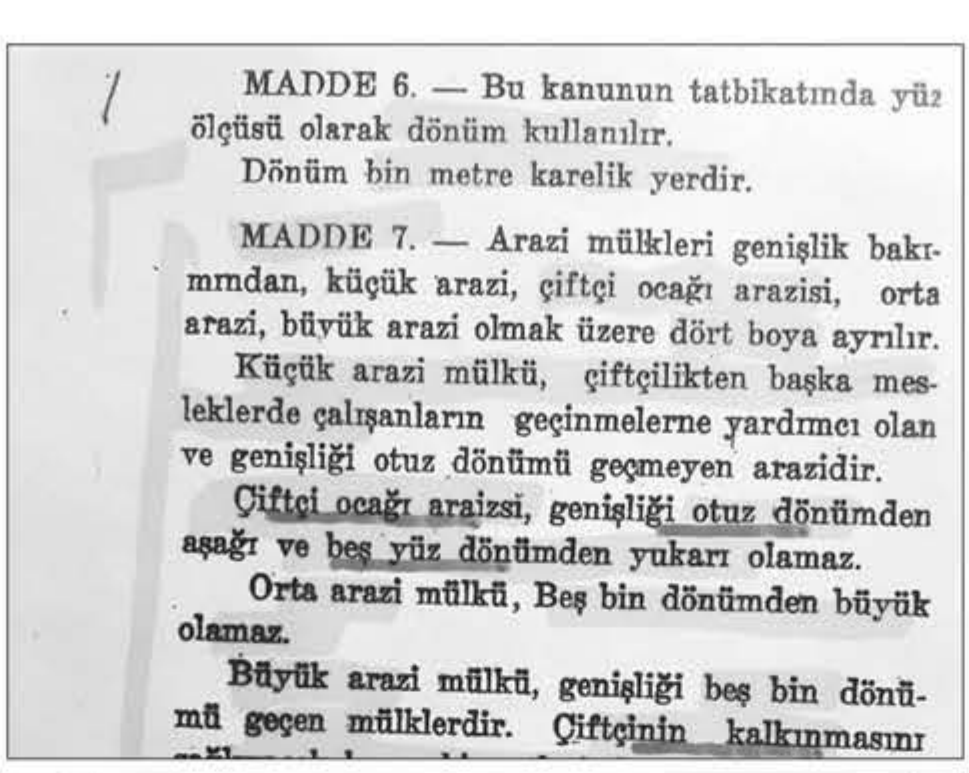 MADDE 6. — Bu kanunun tatbikatında yüz
ölçüsü olarak dönüm kullanılır.
Dönüm bin metre karelik yerdir.
MADDE 7. — Arazi mülkleri genişlik bakı-
mından, küçük arazi, çiftçi ocağı arazisi, orta
arazi, büyük arazi olmak üzere dört boya ayrılır.
Küçük arazi mülkü, çiftçilikten başka mes-
leklerde çalışanların geçinmelerne yardımcı olan
ve genişliği otuz dönümü geçmeyen arazidir.
Çiftçi ocağı araizsi, genişliği otuz dönümden
aşağı ve beş yüz dönümden yukarı olamaz.
Orta arazi mülkü, Beş bin dönümden büyük
olamaz.
Büyük arazi mülkü, genişliği beş bin dönü-
mü geçen mülklerdir. Çiftçinin kalkınmasını